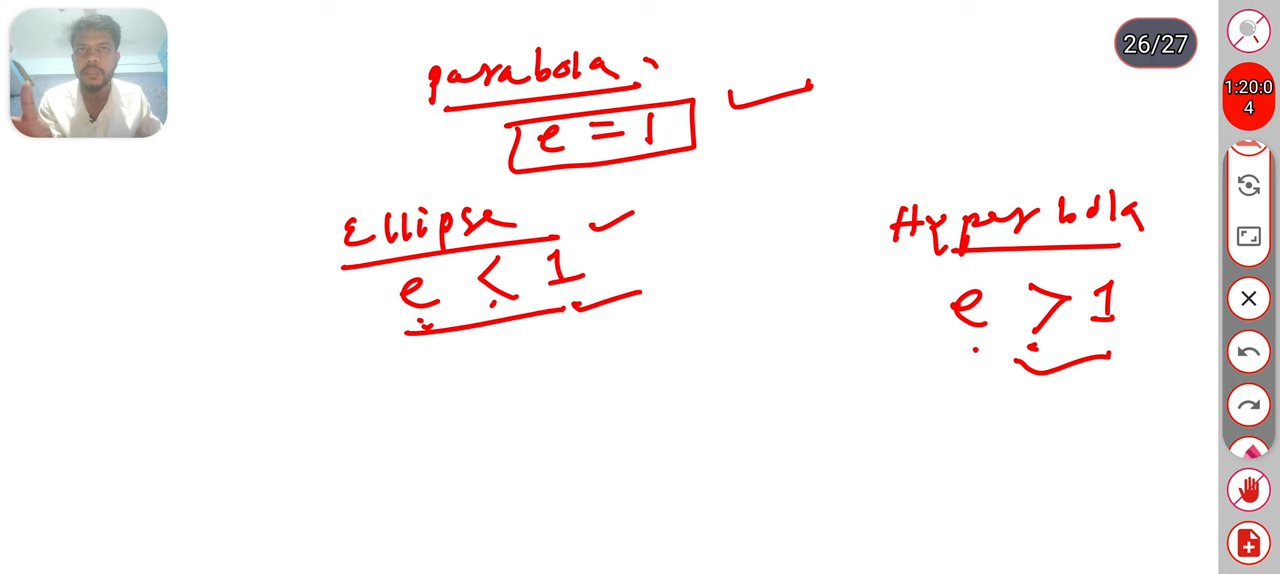 26/27
1:20:04
parabola
e = 1
Ellipse
e < 1
Hyperbola
e > 1